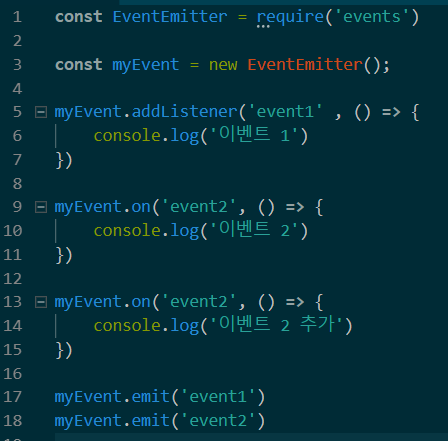 1 const EventEmitter = require('events')
2
3 const myEvent = new EventEmitter();
4
5 myEvent.addListener('event1' , () => {
6 console.log('이벤트 1')
7 })
8
9 myEvent.on('event2', () => {
10 console.log('이벤트 2')
11 })
12
13 myEvent.on('event2', () => {
14 console.log('이벤트 2 추가')
15 })
16
17 myEvent.emit('event1')
18 myEvent.emit('event2')